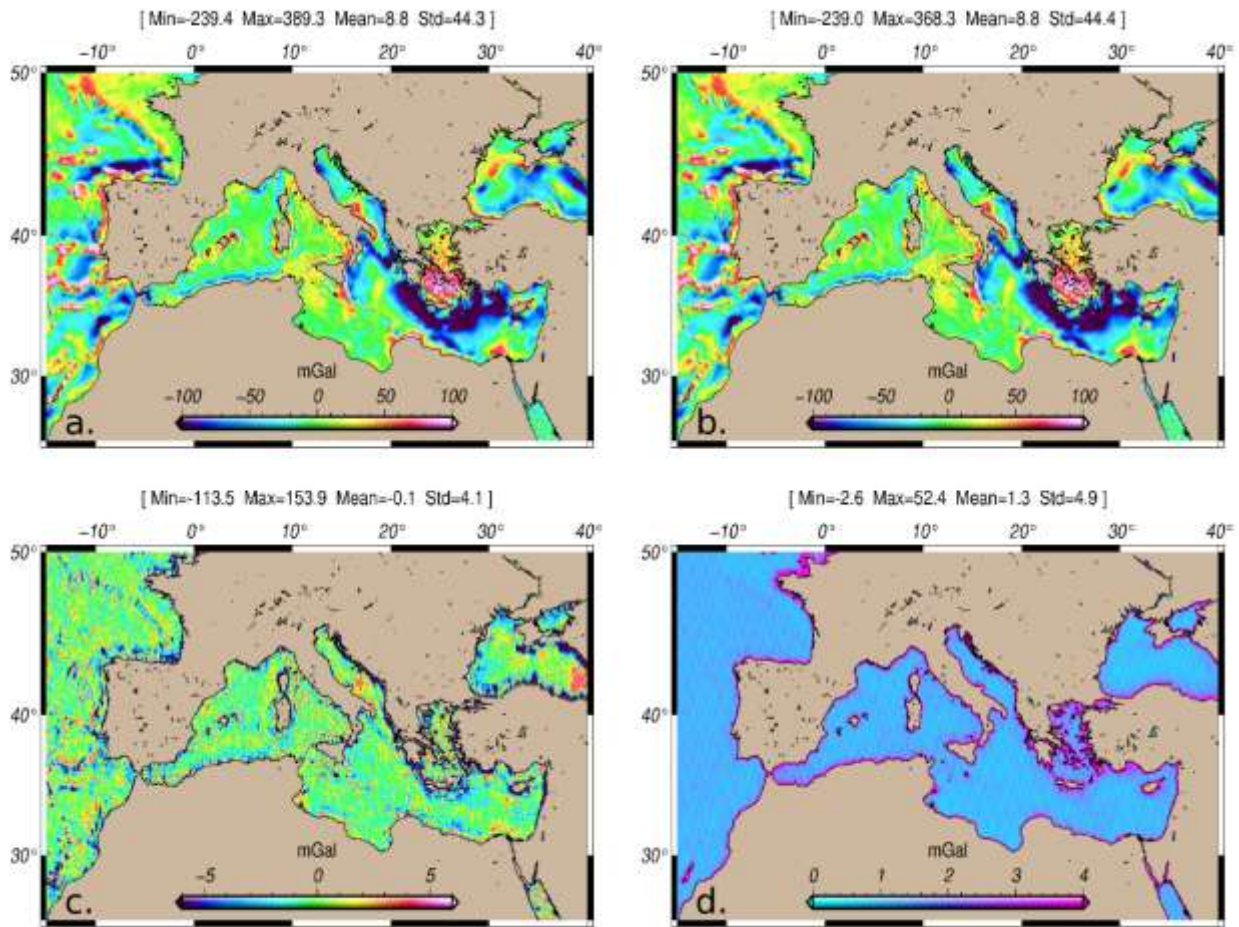 [ Min=-239.4 Max=389.3 Mean=8.8 Std=44.3 ]
−10° 0° 10° 20° 30° 40°
50°
40°
30°
mGal
−100 −50 0 50 100
a.
[ Min=-239.0 Max=368.3 Mean=8.8 Std=44.4 ]
−10° 0° 10° 20° 30° 40°
50°
40°
30°
mGal
−100 −50 0 50 100
b.
[ Min=-113.5 Max=153.9 Mean=-0.1 Std=4.1 ]
−10° 0° 10° 20° 30° 40°
50°
40°
30°
mGal
−5 0 5
c.
[ Min=-2.6 Max=52.4 Mean=1.3 Std=4.9 ]
−10° 0° 10° 20° 30° 40°
50°
40°
30°
mGal
0 1 2 3 4
d.